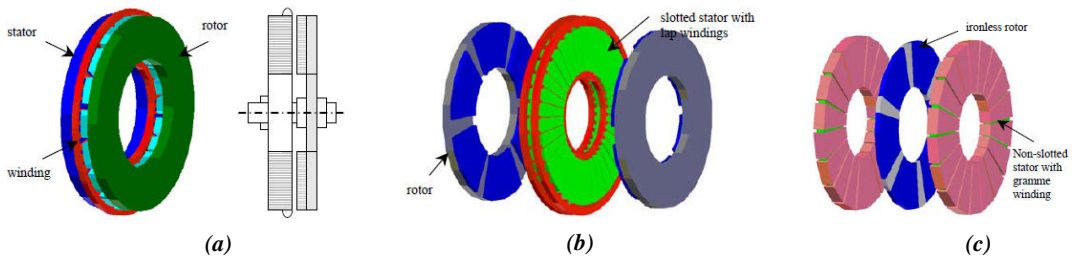 stator
rotor
winding
(a)
slotted stator with
lap windings
rotor
(b)
ironless rotor
Non-slotted
stator with
gramme
winding
(c)